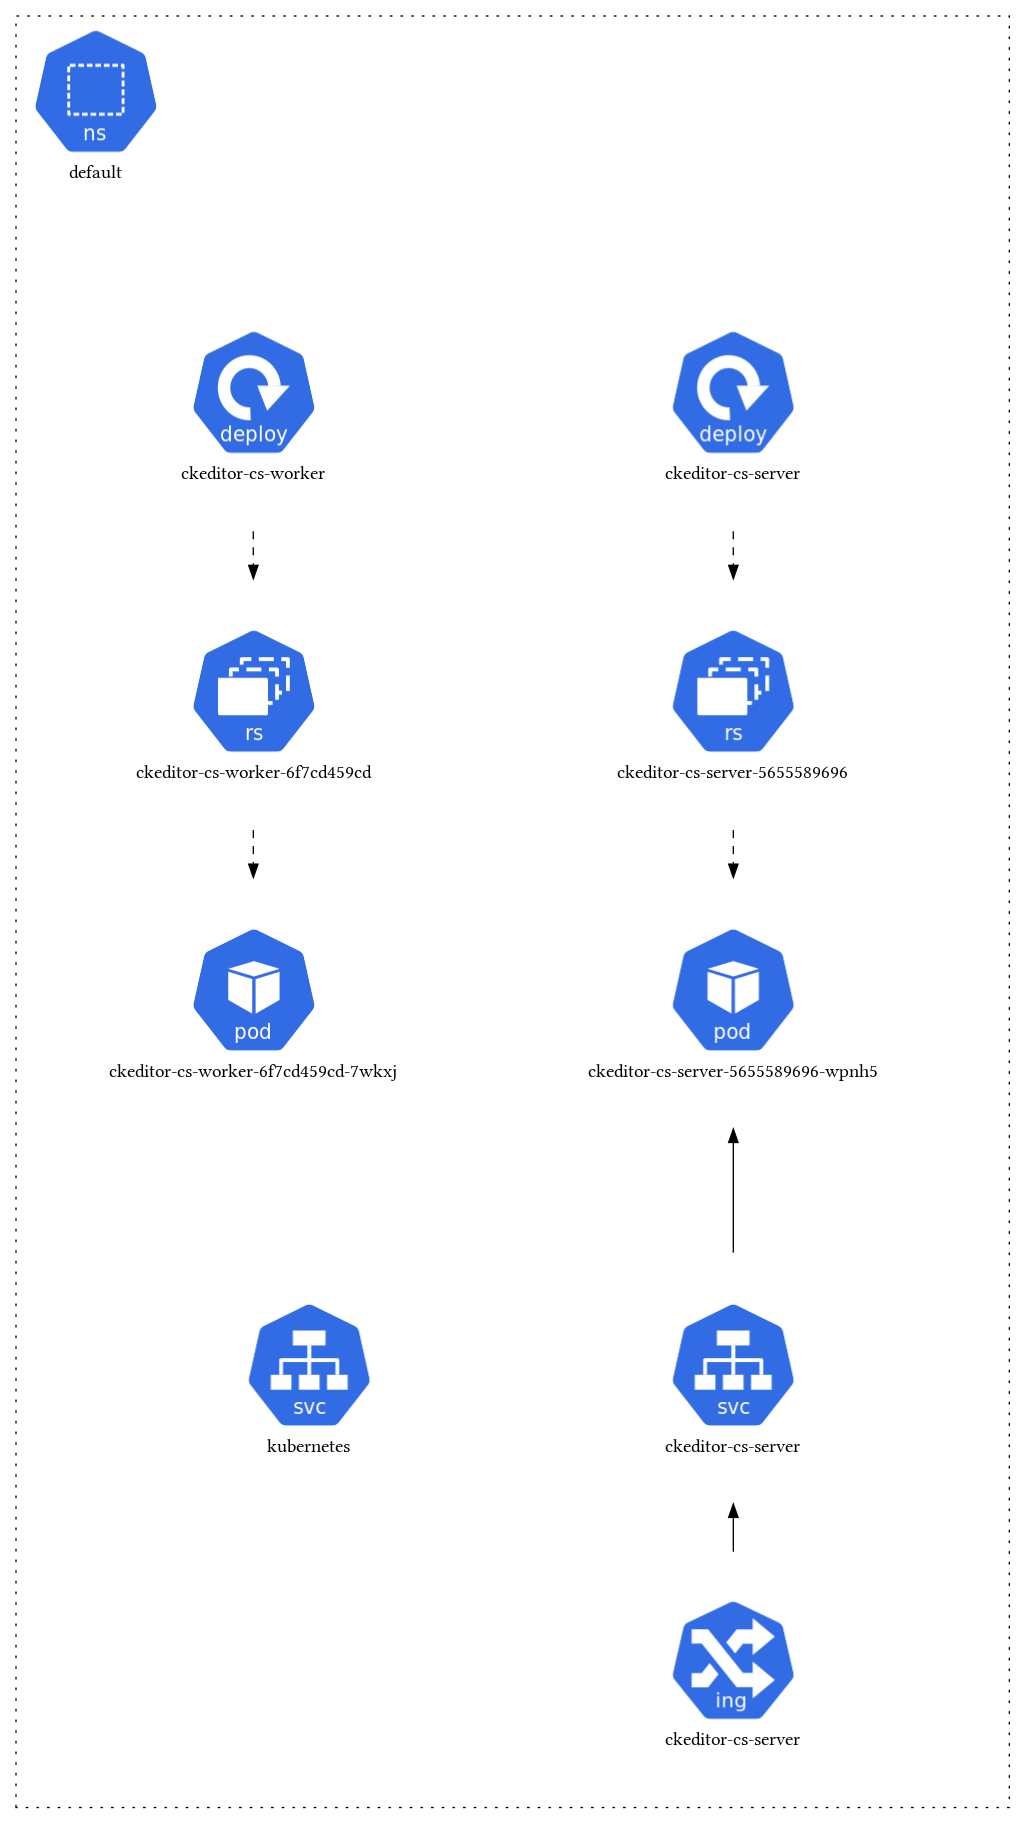 ns
default
deploy
ckeditor-cs-worker
deploy
ckeditor-cs-server
rs
ckeditor-cs-worker-6f7cd459cd
rs
ckeditor-cs-server-5655589696
pod
ckeditor-cs-worker-6f7cd459cd-7wkxj
pod
ckeditor-cs-server-5655589696-wpnh5
svc
kubernetes
svc
ckeditor-cs-server
ing
ckeditor-cs-server